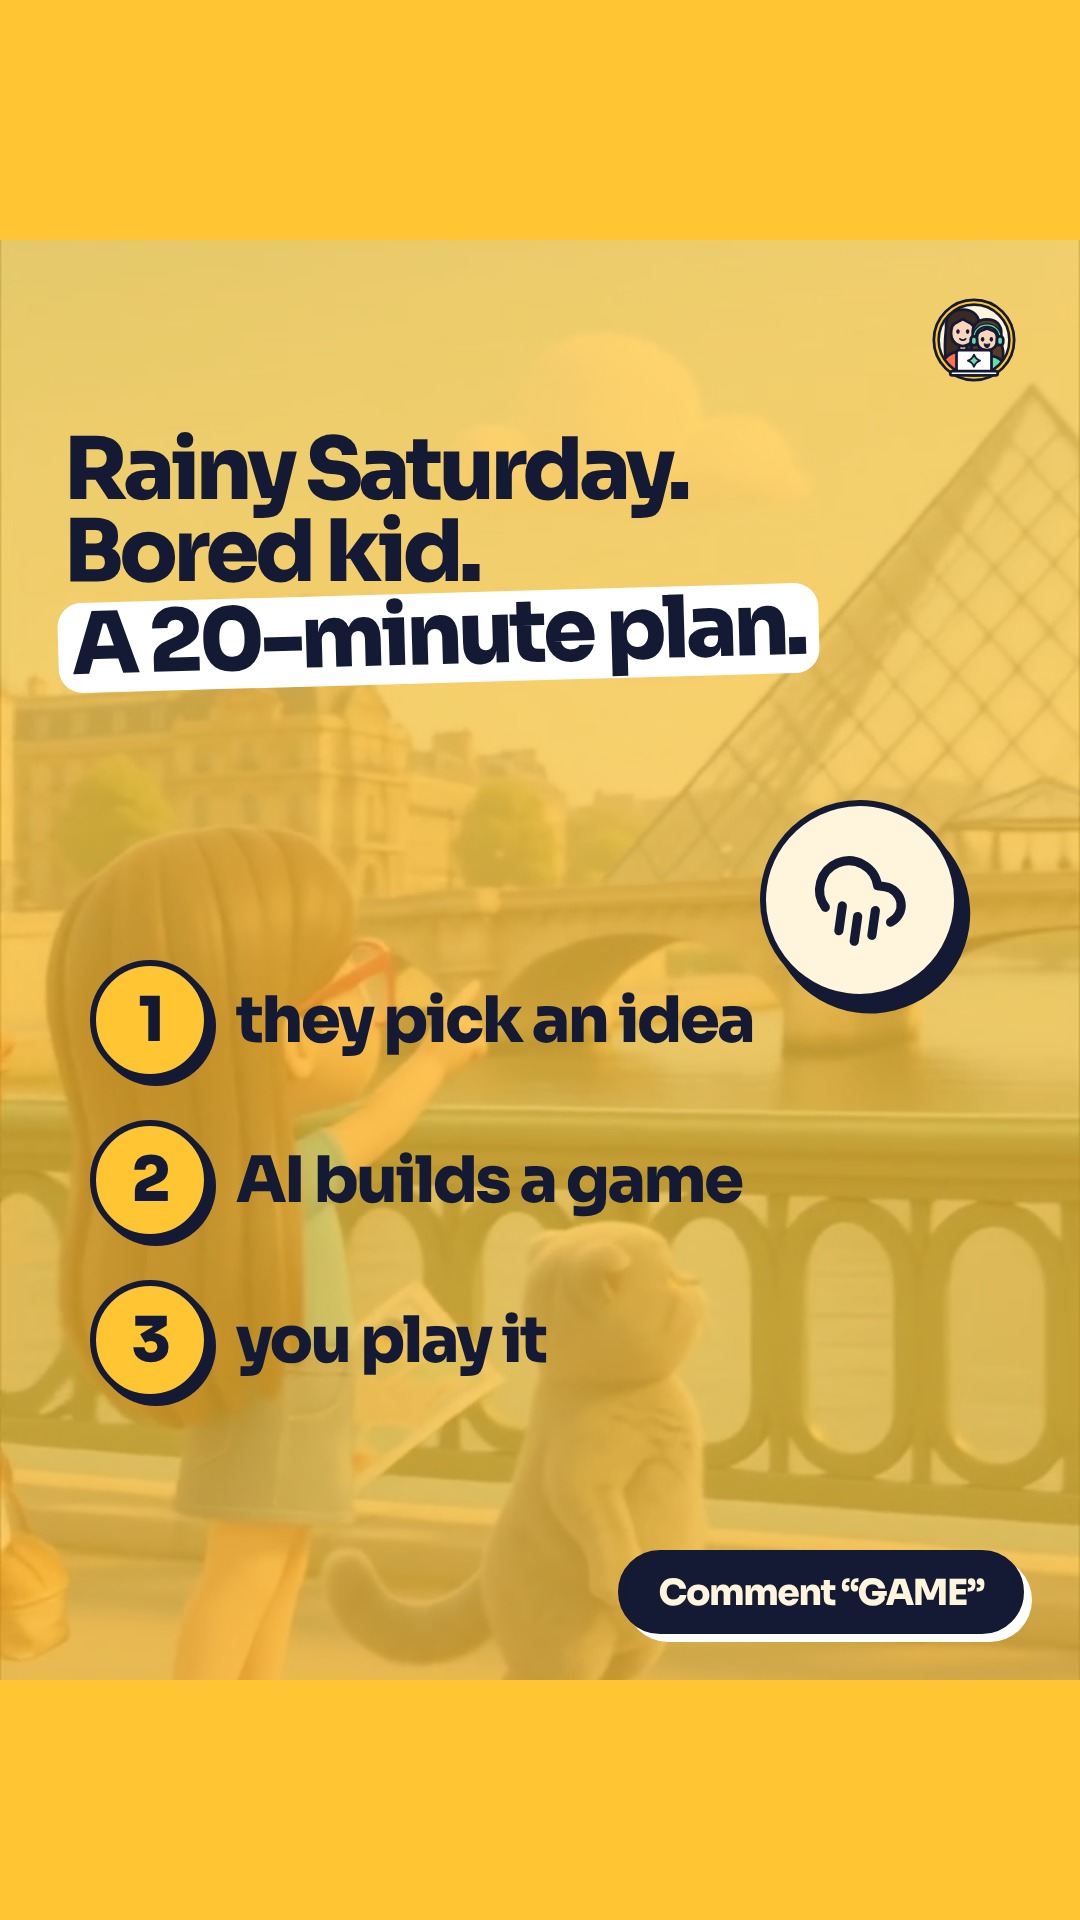 Rainy Saturday.
Bored kid.
A 20-minute plan.
1 they pick an idea
2 AI builds a game
3 you play it
Comment “GAME”